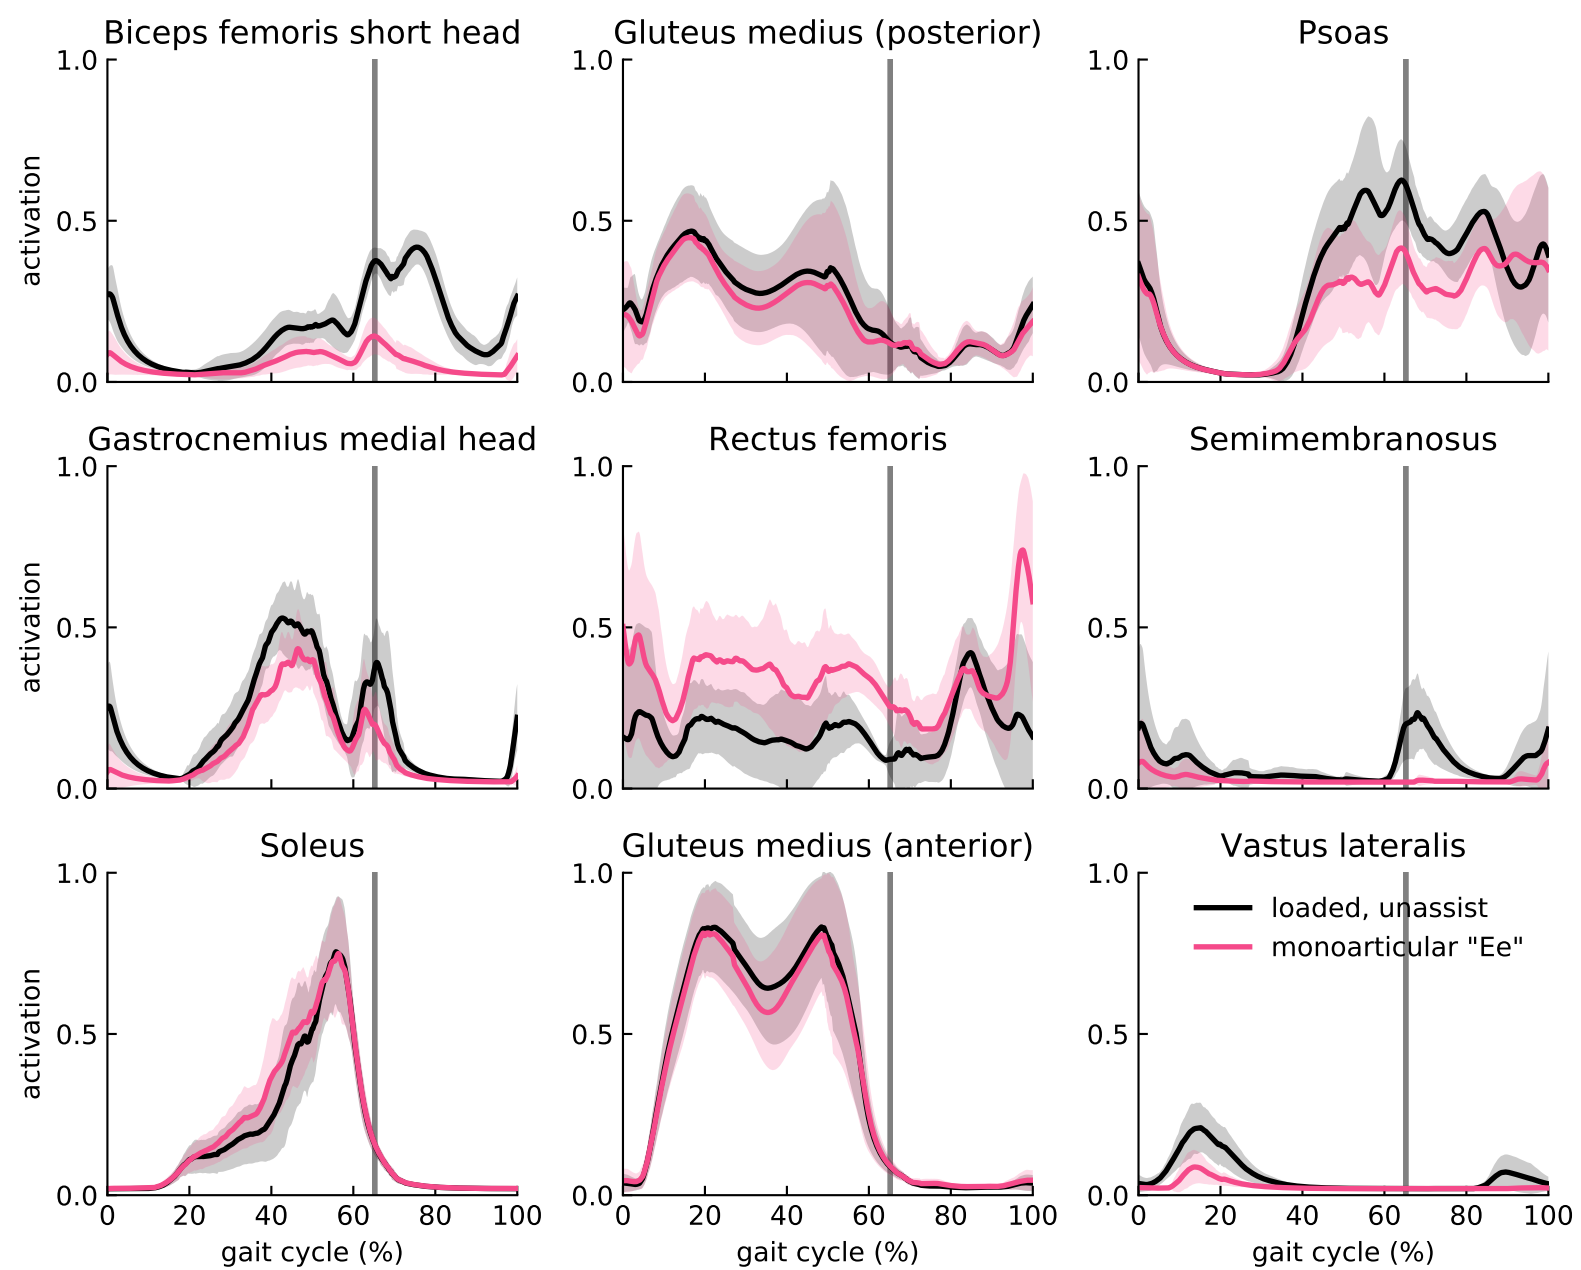 Biceps femoris short head
Gluteus medius (posterior)
Psoas
activation
1.0
0.5
0.0
1.0
0.5
0.0
1.0
0.5
0.0
Gastrocnemius medial head
Rectus femoris
Semimembranosus
activation
1.0
0.5
0.0
1.0
0.5
0.0
1.0
0.5
0.0
Soleus
Gluteus medius (anterior)
Vastus lateralis
activation
1.0
0.5
0.0
1.0
0.5
0.0
1.0
0.5
0.0
loaded, unassist
monoarticular "Ee"
0 20 40 60 80 100
0 20 40 60 80 100
0 20 40 60 80 100
gait cycle (%)
gait cycle (%)
gait cycle (%)